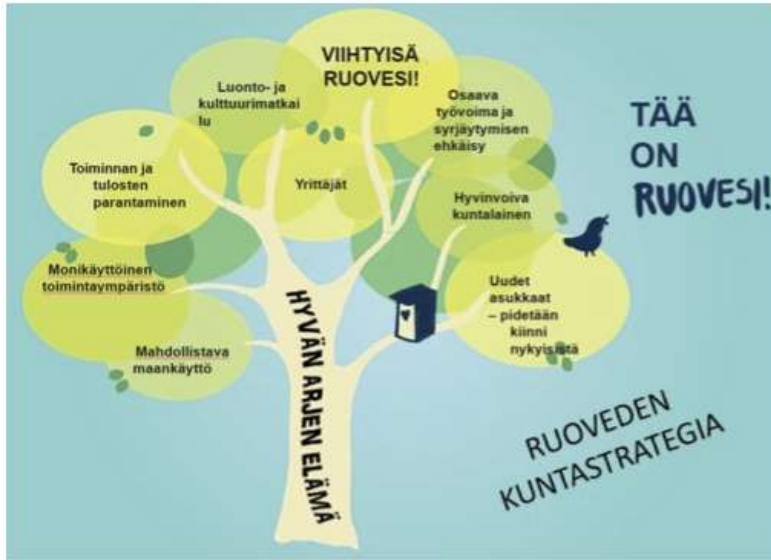 VIIHTYISÄ
RUOVESI!
Luonto- ja
kulttuurimatkai
lu
Osaava
työvoima ja
syrjäytymisen
ehkäisy
TÄÄ
ON
RUOVESI!
Toiminnan ja
tulosten
parantaminen
Yrittäjät
Hyvinvoiva
kuntalainen
Monikäyttöinen
toimintaympäristö
Uudet
asukkaat
– pidetään
kiinni
nykyisistä
Mahdollistava
maankäyttö
HYVÄN ARJEN ELÄMÄ
RUOVEDEN
KUNTASTRATEGIA